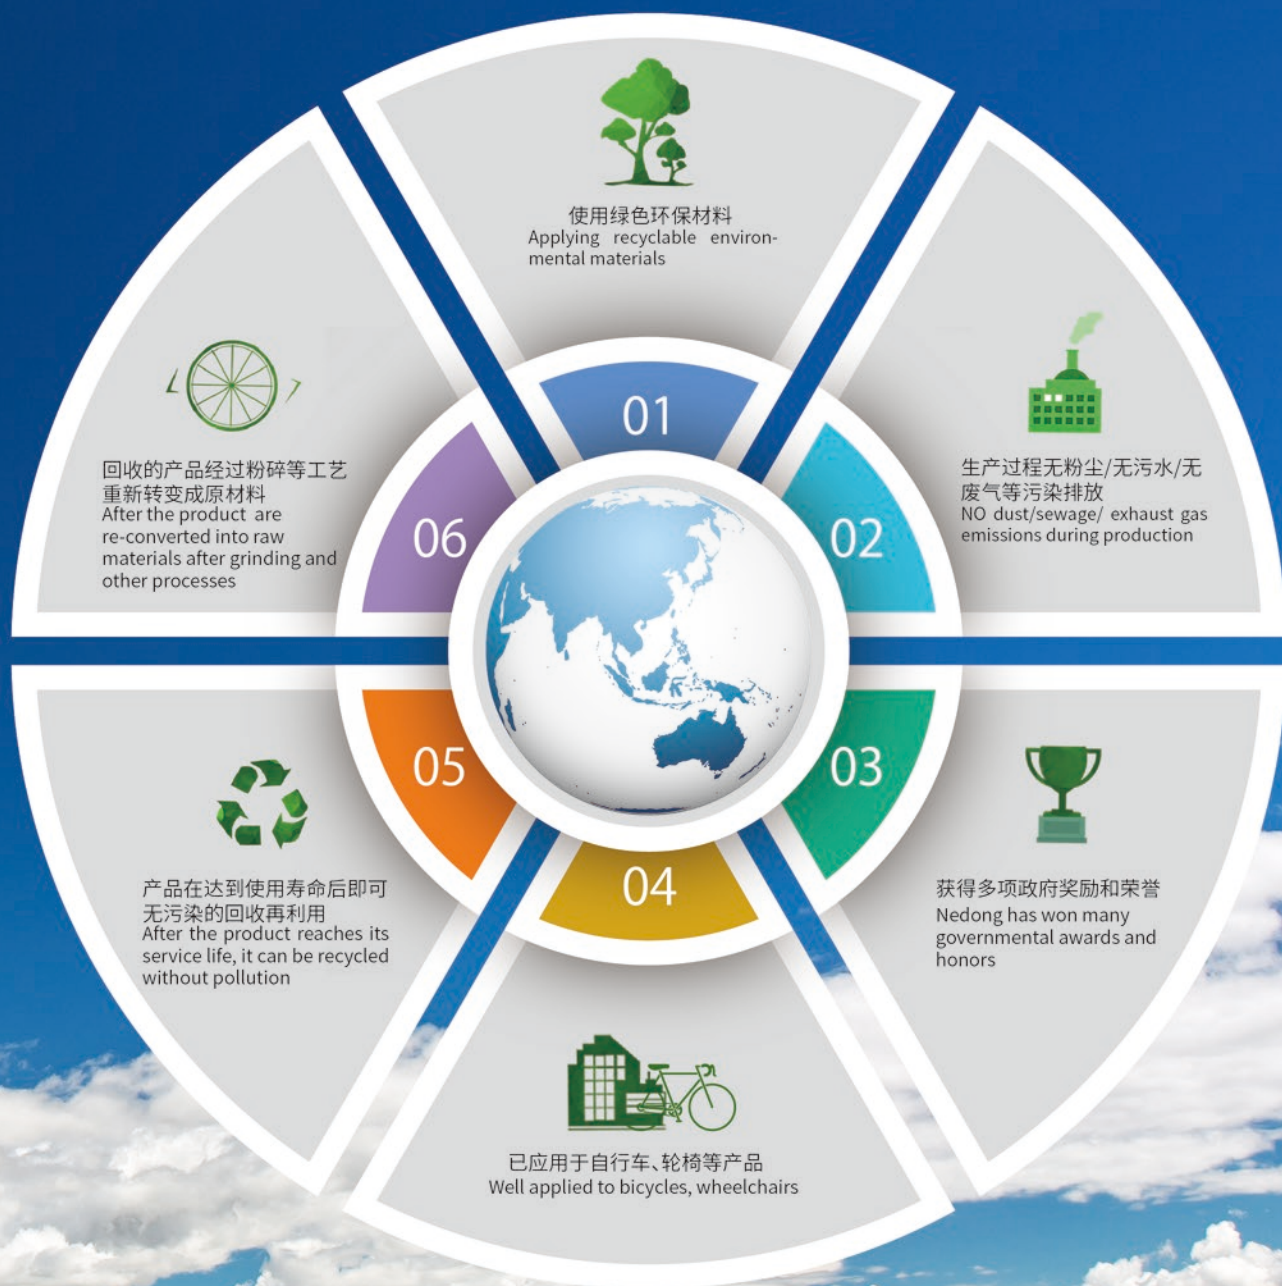 01
使用绿色环保材料
Applying recyclable environ-
mental materials
02
生产过程无粉尘/无污水/无
废气等污染排放
NO dust/sewage/ exhaust gas
emissions during production
03
获得多项政府奖励和荣誉
Nedong has won many
governmental awards and
honors
04
已应用于自行车、轮椅等产品
Well applied to bicycles, wheelchairs
05
产品在达到使用寿命后即可
无污染的回收再利用
After the product reaches its
service life, it can be recycled
without pollution
06
回收的产品经过粉碎等工艺
重新转变成原材料
After the product are
re-converted into raw
materials after grinding and
other processes